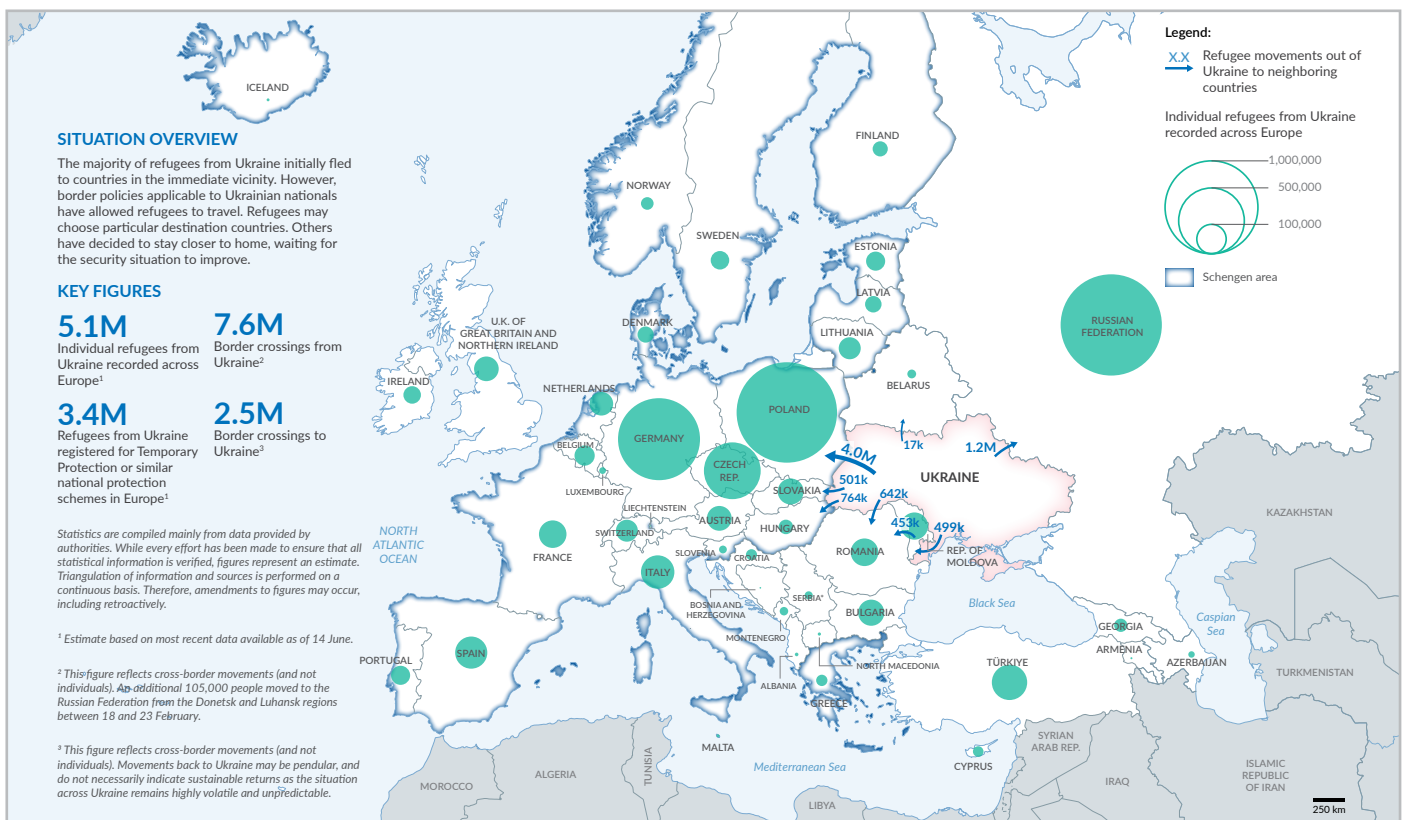 SITUATION OVERVIEW
The majority of refugees from Ukraine initially fled
to countries in the immediate vicinity. However,
border policies applicable to Ukrainian nationals
have allowed refugees to travel. Refugees may
choose particular destination countries. Others
have decided to stay closer to home, waiting for
the security situation to improve.
KEY FIGURES
5.1M
Individual refugees from
Ukraine recorded across
Europe¹
7.6M
Border crossings from
Ukraine²
3.4M
Refugees from Ukraine
registered for Temporary
Protection or similar
national protection
schemes in Europe¹
2.5M
Border crossings to
Ukraine³
Statistics are compiled mainly from data provided by
authorities. While every effort has been made to ensure that all
statistical information is verified, figures represent an estimate.
Triangulation of information and sources is performed on a
continuous basis. Therefore, amendments to figures may occur,
including retroactively.
¹ Estimate based on most recent data available as of 14 June.
² This figure reflects cross-border movements (and not
individuals). An additional 105,000 people moved to the
Russian Federation from the Donetsk and Luhansk regions
between 18 and 23 February.
³ This figure reflects cross-border movements (and not
individuals). Movements back to Ukraine may be pendular, and
do not necessarily indicate sustainable returns as the situation
across Ukraine remains highly volatile and unpredictable.
Legend:
X.X
Refugee movements out of
Ukraine to neighboring
countries
Individual refugees from Ukraine
recorded across Europe
1,000,000
500,000
100,000
Schengen area
ICELAND
FINLAND
NORWAY
SWEDEN
ESTONIA
LATVIA
DENMARK
LITHUANIA
U.K. OF
GREAT BRITAIN AND
NORTHERN IRELAND
RUSSIAN
FEDERATION
IRELAND
NETHERLANDS
BELARUS
POLAND
GERMANY
BELGIUM
17k
1.2M
4.0M
CZECH
REP.
UKRAINE
501k
LUXEMBOURG
SLOVAKIA
764k
642k
LIECHTENSTEIN
KAZAKHSTAN
AUSTRIA
453k
499k
HUNGARY
SWITZERLAND
NORTH
ATLANTIC
OCEAN
FRANCE
SLOVENIA
CROATIA
ROMANIA
REP. OF
MOLDOVA
ITALY
SERBIA*
BOSNIA AND
HERZEGOVINA
Black Sea
BULGARIA
Caspian
Sea
GEORGIA
MONTENEGRO
ARMENIA
SPAIN
PORTUGAL
NORTH MACEDONIA
TÜRKIYE
AZERBAIJAN
TURKMENISTAN
ALBANIA
GREECE
MALTA
SYRIAN
ARAB REP.
TUNISIA
Mediterranean Sea
CYPRUS
ALGERIA
MOROCCO
IRAQ
ISLAMIC
REPUBLIC
OF IRAN
LIBYA
250 km